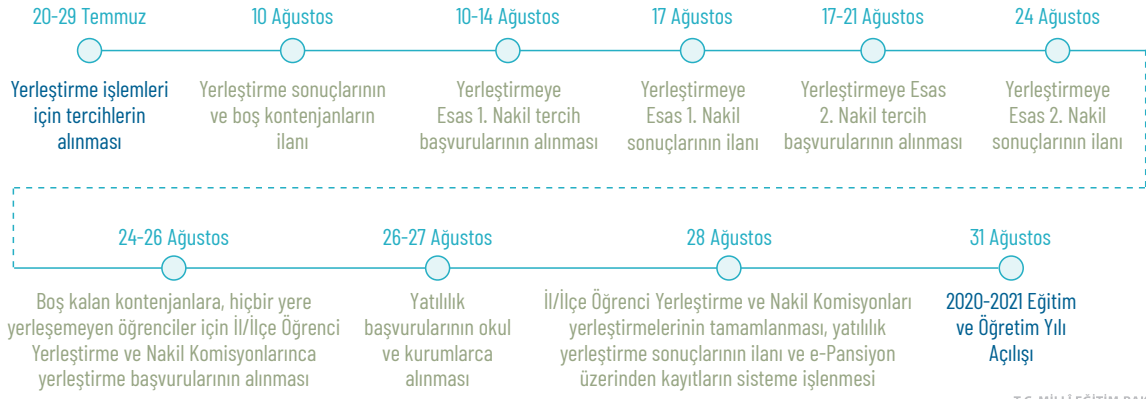 20-29 Temmuz
10 Ağustos
10-14 Ağustos
17 Ağustos
17-21 Ağustos
24 Ağustos
Yerleştirme işlemleri
için tercihlerin
alınması
Yerleştirme sonuçlarının
ve boş kontenjanların
ilanı
Yerleştirmeye
Esas 1. Nakil tercih
başvurularının alınması
Yerleştirmeye
Esas 1. Nakil
sonuçlarının ilanı
Yerleştirmeye Esas
2. Nakil tercih
başvurularının alınması
Yerleştirmeye
Esas 2. Nakil
sonuçlarının ilanı
24-26 Ağustos
26-27 Ağustos
28 Ağustos
31 Ağustos
Boş kalan kontenjanlara, hiçbir yere
yerleşemeyen öğrenciler için İl/İlçe Öğrenci
Yerleştirme ve Nakil Komisyonlarınca
yerleştirme başvurularının alınması
Yatılılık
başvurularının okul
ve kurumlarca
alınması
İl/İlçe Öğrenci Yerleştirme ve Nakil Komisyonları
yerleştirmelerinin tamamlanması, yatılılık
yerleştirme sonuçlarının ilanı ve e-Pansiyon
üzerinden kayıtların sisteme işlenmesi
2020-2021 Eğitim
ve Öğretim Yılı
Açılışı